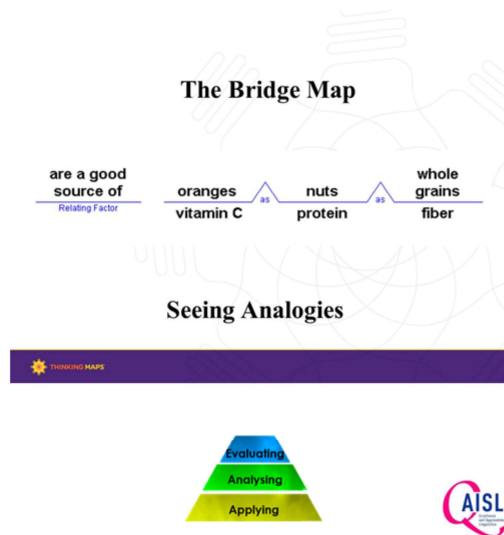 The Bridge Map
are a good
source of
Relating Factor
oranges
vitamin C
as
nuts
protein
as
whole
grains
fiber
Seeing Analogies
THINKING MAPS
Evaluating
Analysing
Applying
AISL